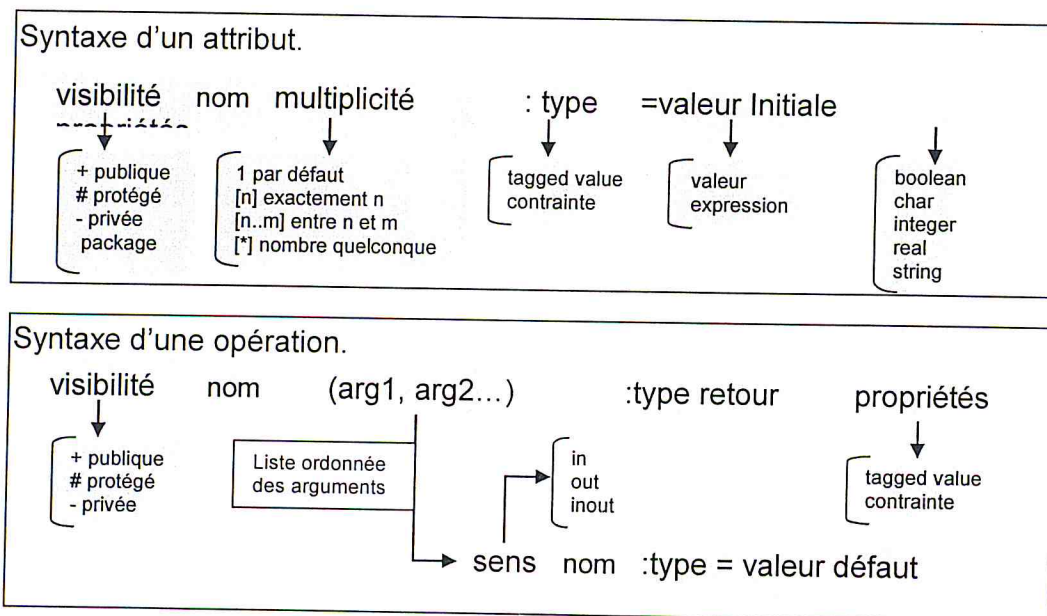 Syntaxe d'un attribut.
visibilité nom multiplicité : type =valeur Initiale
propriétés
+ publique
# protégé
- privée
package
1 par défaut
[n] exactement n
[n..m] entre n et m
[*] nombre quelconque
tagged value
contrainte
valeur
expression
boolean
char
integer
real
string
Syntaxe d'une opération.
visibilité nom (arg1, arg2...) :type retour propriétés
+ publique
# protégé
- privée
Liste ordonnée
des arguments
in
out
inout
tagged value
contrainte
sens nom :type = valeur défaut